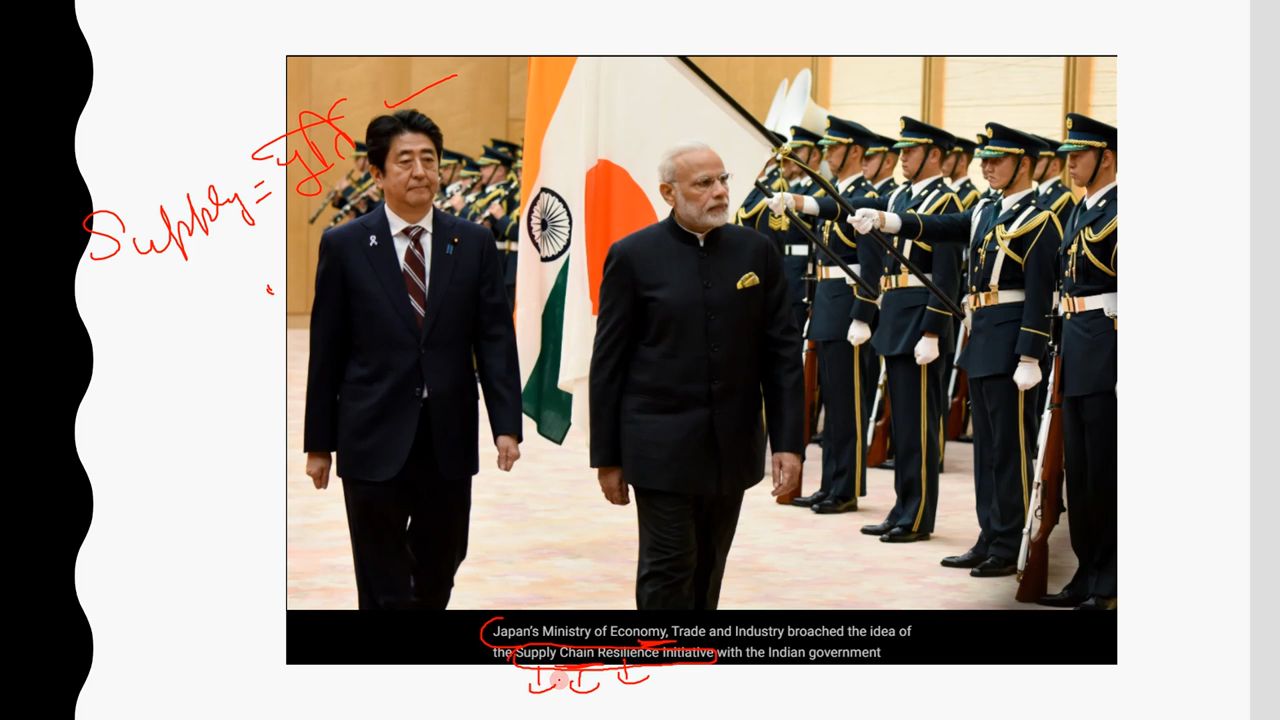 Supply = पूर्ति
Japan's Ministry of Economy, Trade and Industry broached the idea of
the Supply Chain Resilience Initiative with the Indian government